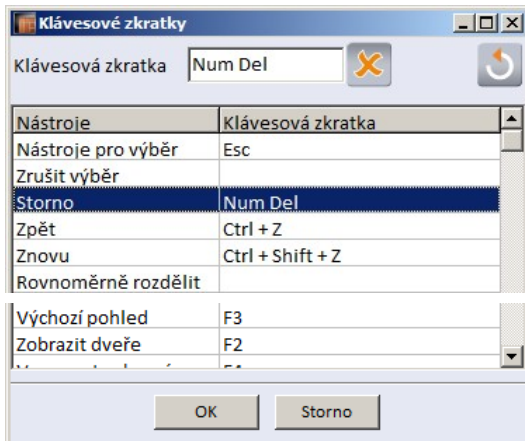 Klávesové zkratky
Klávesová zkratka Num Del
Nástroje Klávesová zkratka
Nástroje pro výběr Esc
Zrušit výběr
Storno Num Del
Zpět Ctrl + Z
Znovu Ctrl + Shift + Z
Rovnoměrně rozdělit
Výchozí pohled F3
Zobrazit dveře F2
OK Storno